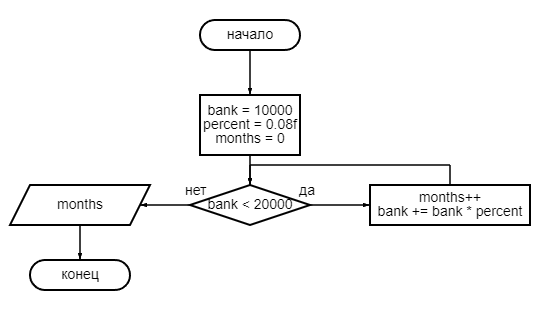 начало
bank = 10000
percent = 0.08f
months = 0
нет
да
months
bank < 20000
months++
bank += bank * percent
конец